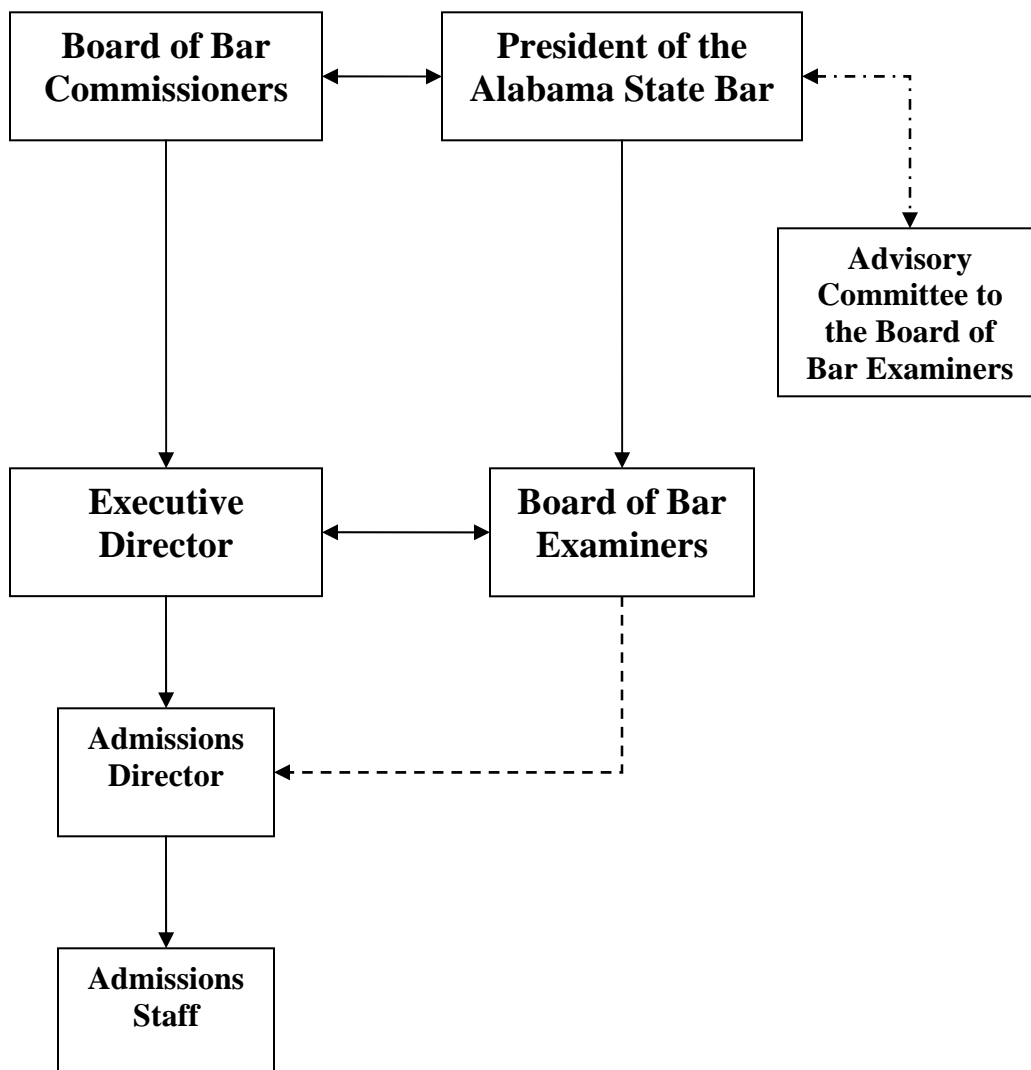 Board of Bar
Commissioners
President of the
Alabama State Bar
Advisory
Committee to
the Board of
Bar Examiners
Executive
Director
Board of Bar
Examiners
Admissions
Director
Admissions
Staff